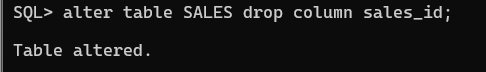 SQL> alter table SALES drop column sales_id;
Table altered.